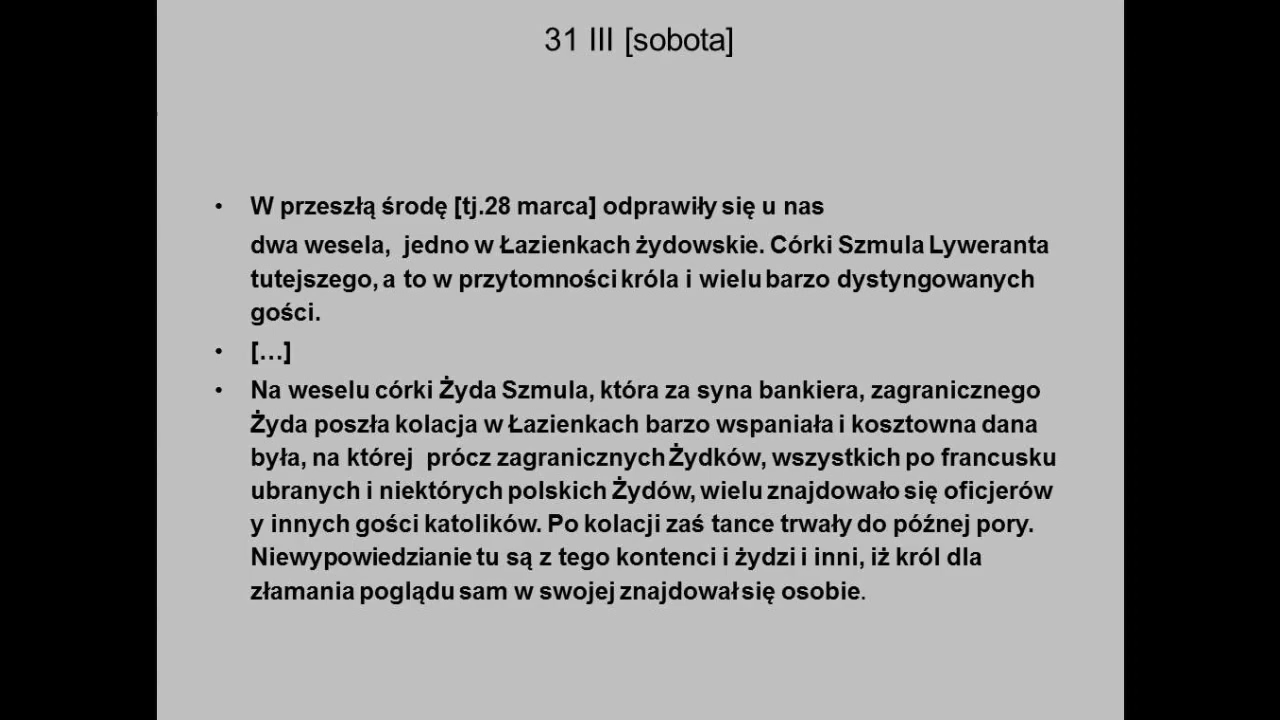 31 III [sobota]
• W przeszłą środę [tj.28 marca] odprawiły się u nas
dwa wesela, jedno w Łazienkach żydowskie. Córki Szmula Lyweranta
tutejszego, a to w przytomności króla i wielu barzo dystyngowanych
gości.
• […]
• Na weselu córki Żyda Szmula, która za syna bankiera, zagranicznego
Żyda poszła kolacja w Łazienkach barzo wspaniała i kosztowna dana
była, na której prócz zagranicznych Żydków, wszystkich po francusku
ubranych i niektórych polskich Żydów, wielu znajdowało się oficjerów
y innych gości katolików. Po kolacji zaś tance trwały do późnej pory.
Niewypowiedzianie tu są z tego kontenci i żydzi i inni, iż król dla
złamania poglądu sam w swojej znajdował się osobie.